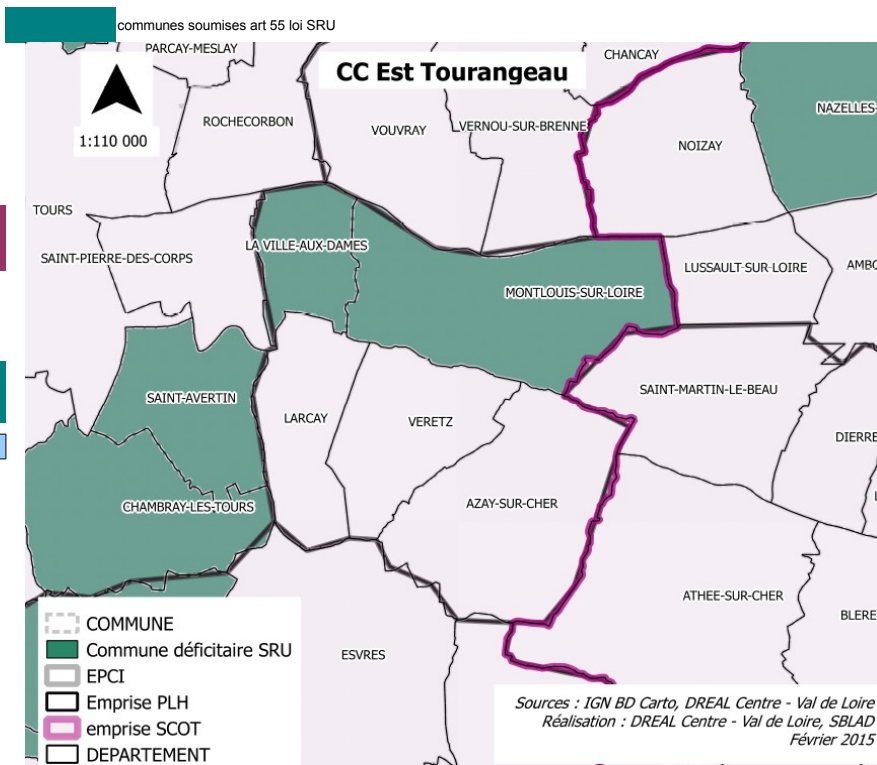 communes soumises art 55 loi SRU
PARCAY-MESLAY
CC Est Tourangeau
CHANCAY
1:110 000
ROCHECORBON
VOUVRAY
VERNOU-SUR-BRENNE
NOIZAY
NAZELLES-
TOURS
SAINT-PIERRE-DES-CORPS
LA VILLE-AUX-DAMES
LUSSAULT-SUR-LOIRE
MONTLOUIS-SUR-LOIRE
SAINT-AVERTIN
LARCAY
VERETZ
SAINT-MARTIN-LE-BEAU
DIERRE
CHAMBRAY-LES-TOURS
AZAY-SUR-CHER
ATHEE-SUR-CHER
BLERE
ESVRES
COMMUNE
Commune déficitaire SRU
EPCI
Emprise PLH
emprise SCOT
DEPARTEMENT
Sources : IGN BD Carto, DREAL Centre - Val de Loire
Réalisation : DREAL Centre - Val de Loire, SBLAD
Février 2015